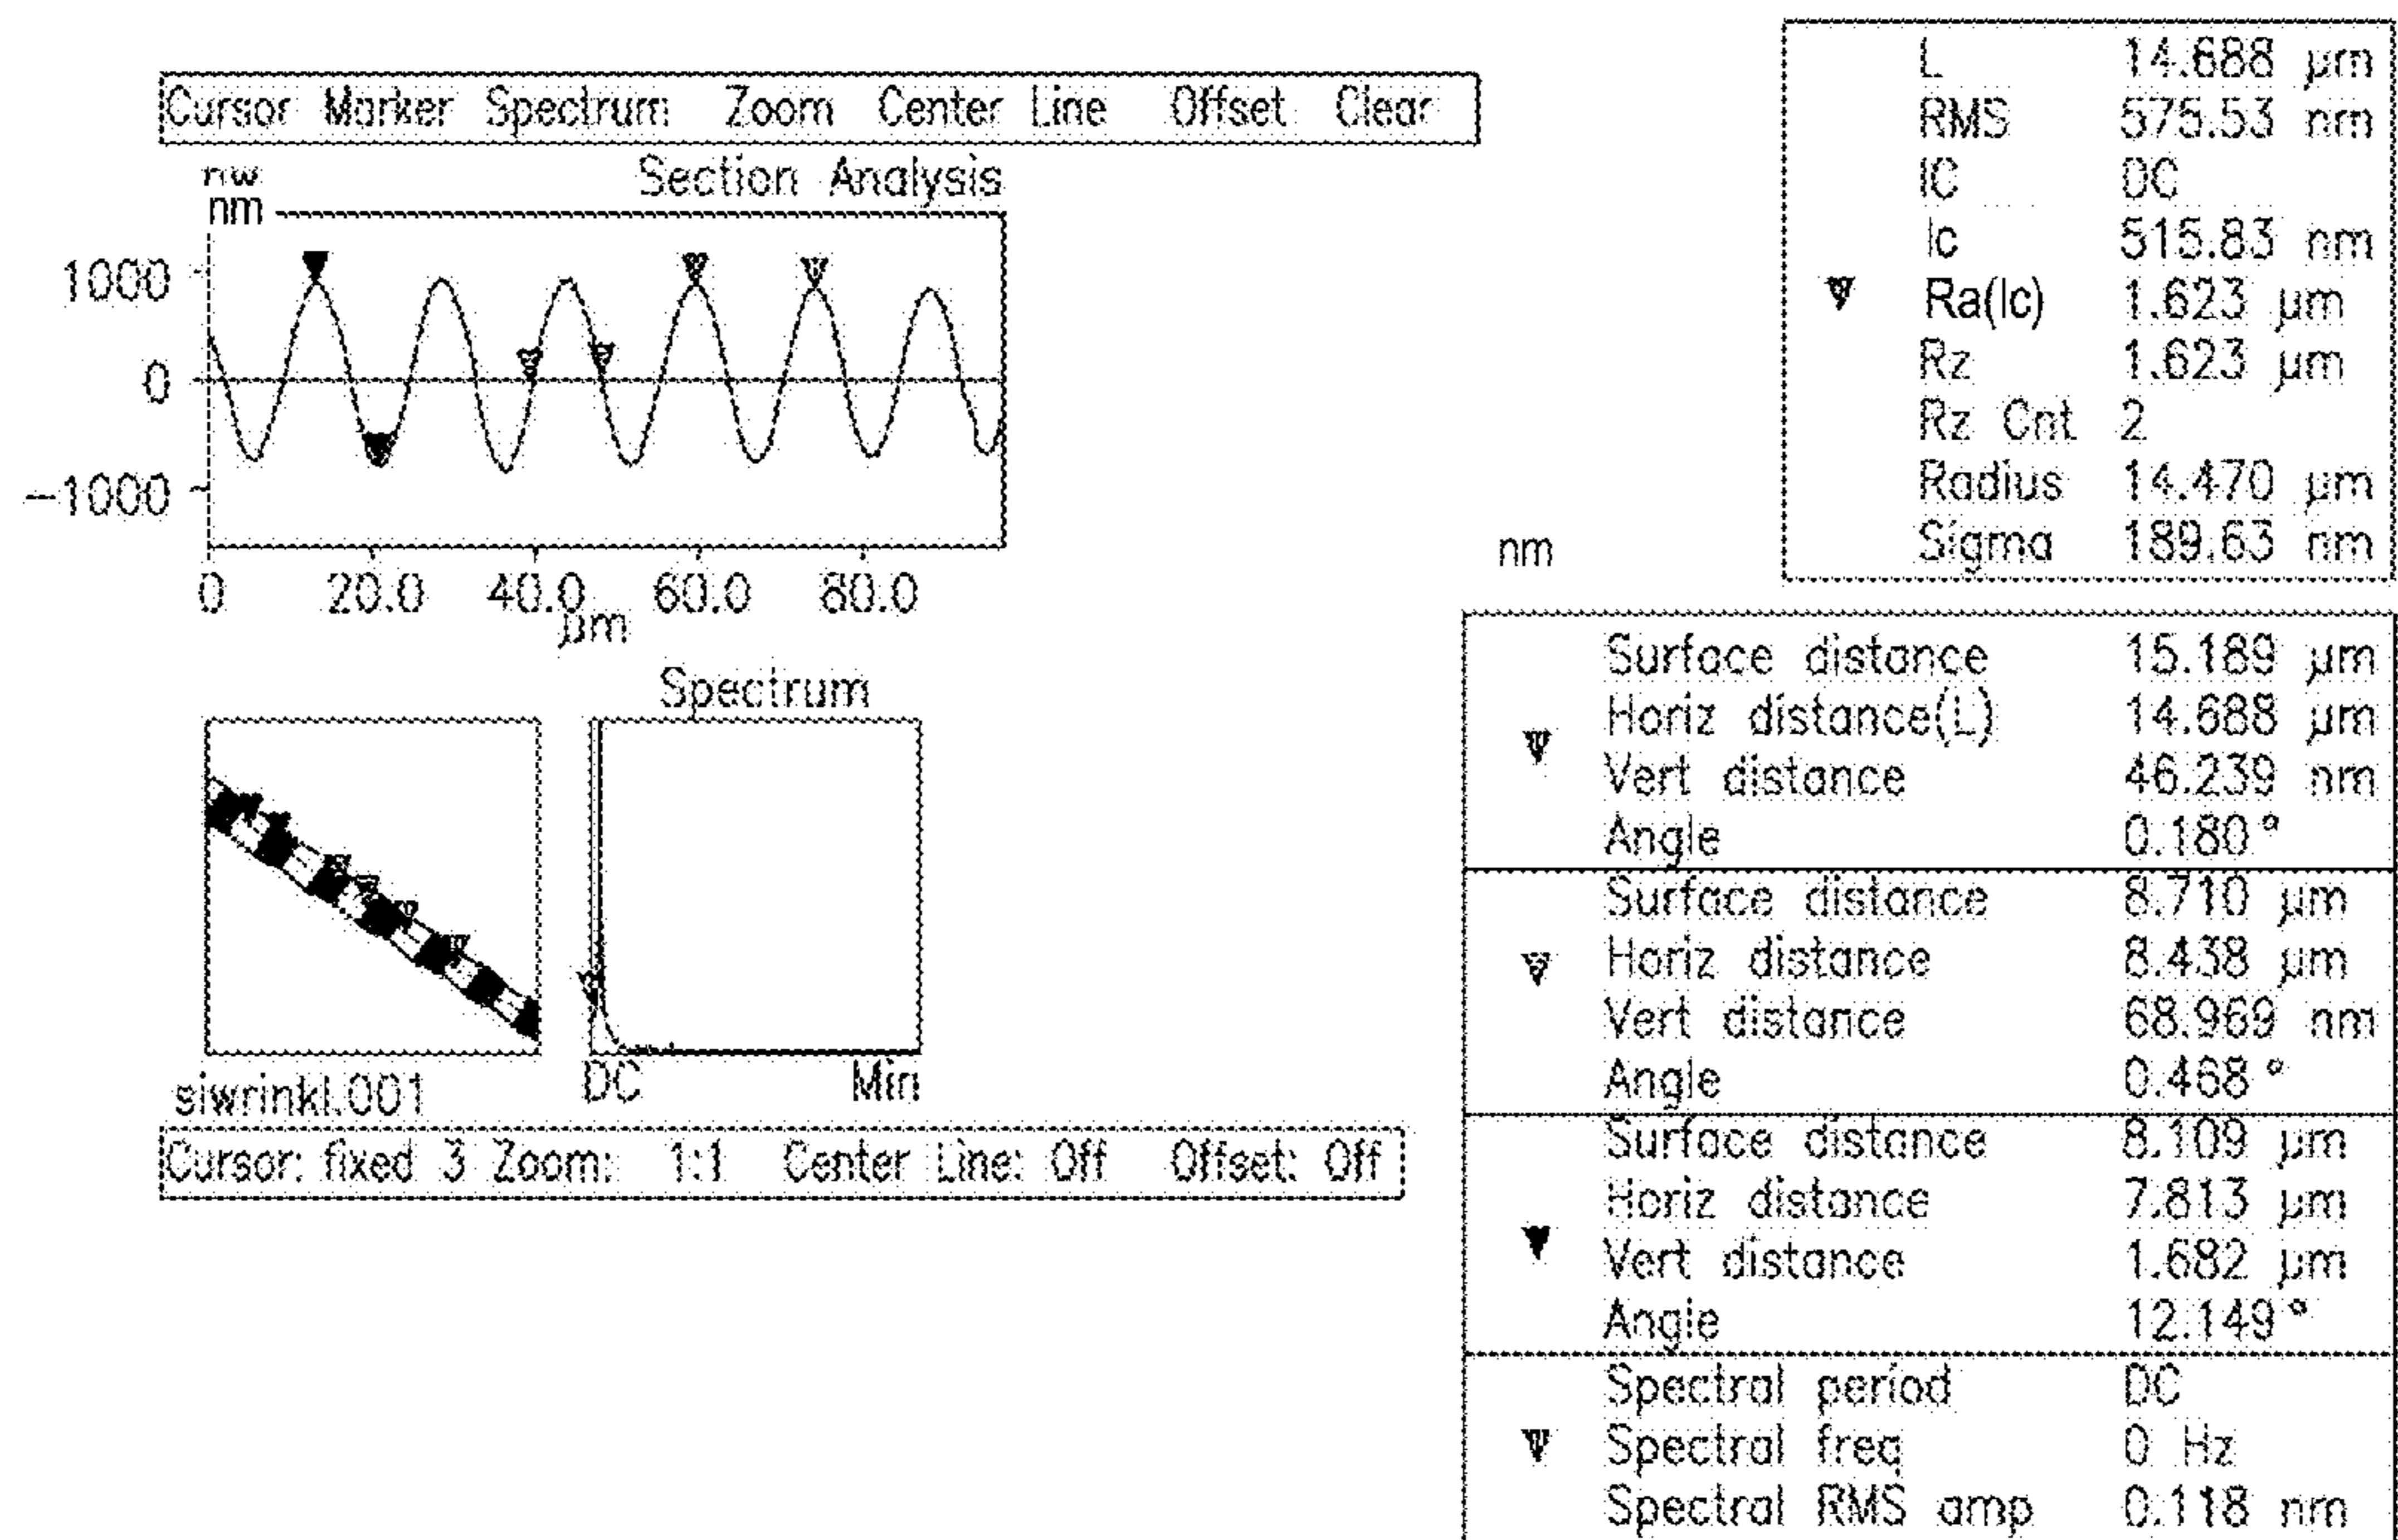 Cursor Marker Spectrum Zoom Center Line Offset Clear
nw
nm
Section Analysis
1000
0
-1000
0 20.0 40.0 60.0 80.0
µm
Spectrum
DC Min
siwrinkl.001
Cursor: fixed 3 Zoom: 1:1 Center Line: Off Offset: Off
L 14.688 µm
RMS 575.53 nm
IC DC
Ic 515.83 nm
Ra(Ic) 1.623 µm
Rz 1.623 µm
Rz Cnt 2
Radius 14.470 µm
Sigma 189.63 nm
nm
Surface distance 15.189 µm
Horiz distance(L) 14.688 µm
Vert distance 46.239 nm
Angle 0.180°
Surface distance 8.710 µm
Horiz distance 8.438 µm
Vert distance 68.969 nm
Angle 0.468°
Surface distance 8.109 µm
Horiz distance 7.813 µm
Vert distance 1.682 µm
Angle 12.149°
Spectral period DC
Spectral freq 0 Hz
Spectral RMS amp 0.118 nm